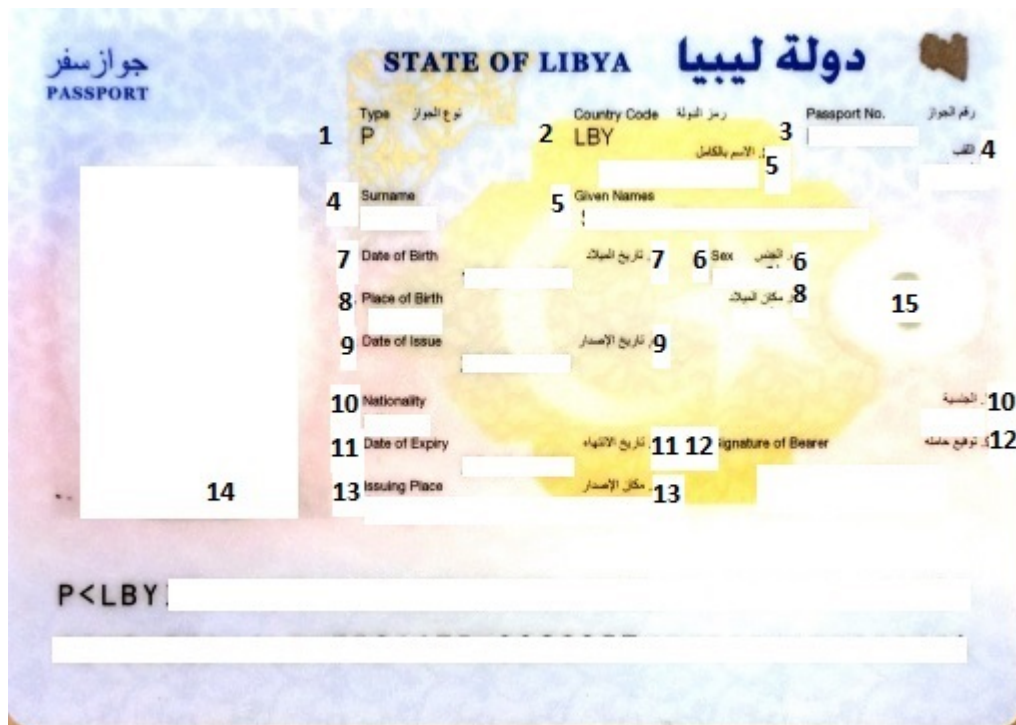 جواز سفر
PASSPORT
STATE OF LIBYA دولة ليبيا
Type نوع الجواز Country Code رمز الدولة Passport No. رقم الجواز
1 P 2 LBY 3
الاسم بالكامل 5 اللقب 4
4 Surname 5 Given Names
7 Date of Birth تاريخ الميلاد 7 6 Sex الجنس 6
8 Place of Birth مكان الميلاد 8 15
9 Date of Issue تاريخ الإصدار 9
10 Nationality الجنسية 10
11 Date of Expiry تاريخ الانتهاء 11 12 ignature of Bearer توقيع حامله 12
14 13 Issuing Place مكان الإصدار 13
P<LBY